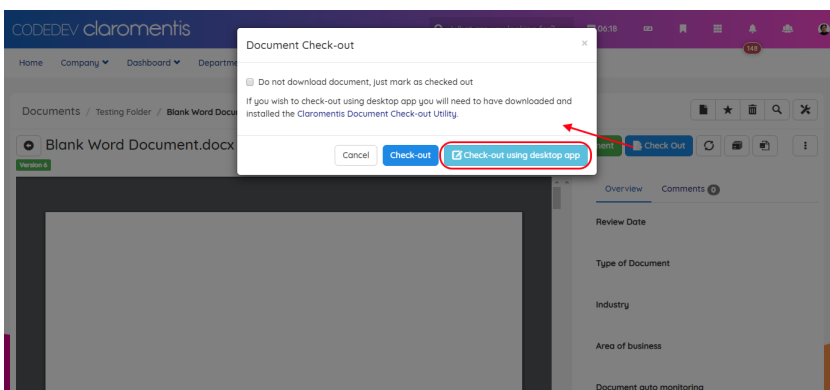 CODEDEV claromentis
06:18
148
Home Company Dashboard
Document Check-out
×
Do not download document, just mark as checked out
If you wish to check-out using desktop app you will need to have downloaded and
installed the Claromentis Document Check-out Utility.
Cancel Check-out Check-out using desktop app
Documents / Testing Folder / Blank Word
Blank Word Document.docx
Check Out
Version 6
Overview Comments 0
Review Date
Type of Document
Industry
Area of business
Document auto monitoring